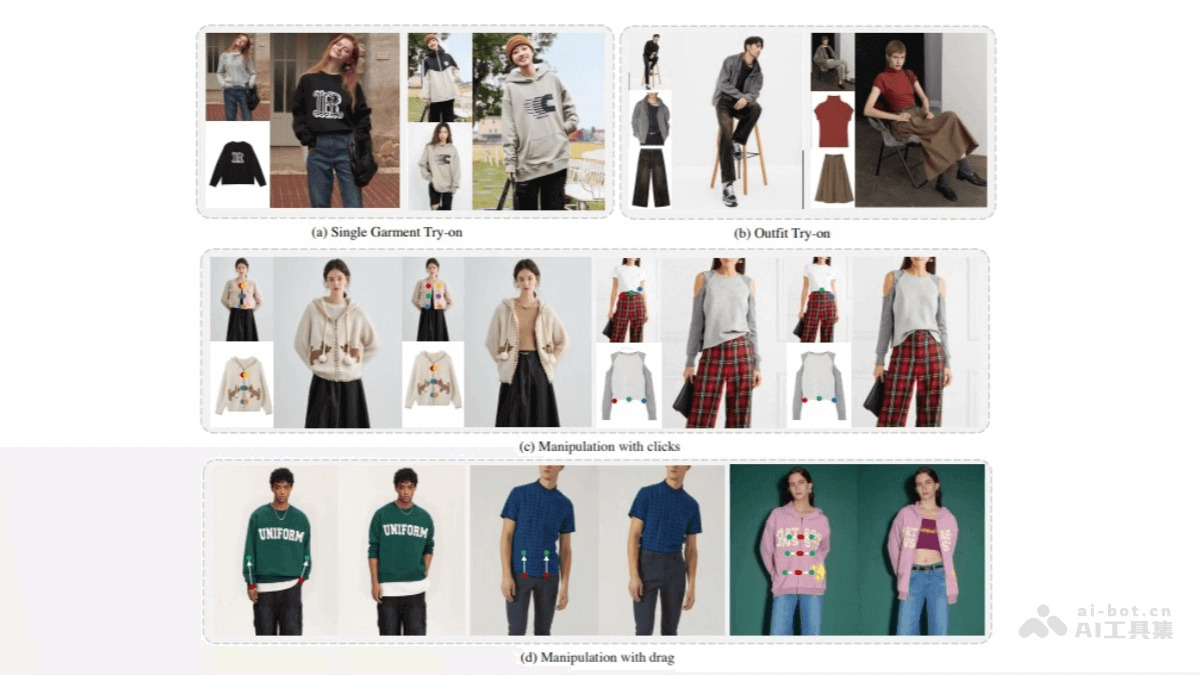 R
R
(a) Single Garment Try-on
(b) Outfit Try-on
(c) Manipulation with clicks
UNIFORM
UNIFORM
(d) Manipulation with drag
ai-bot.cn
AI工具集